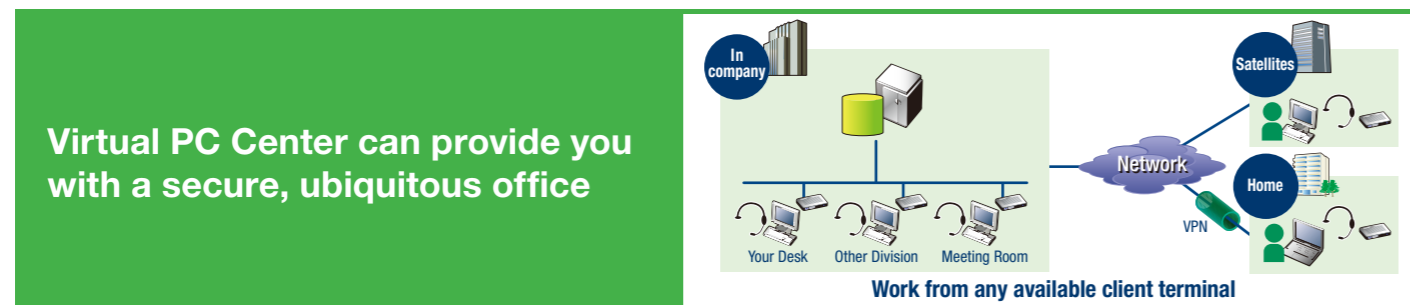 Virtual PC Center can provide you
with a secure, ubiquitous office
In
company
Your Desk
Other Division
Meeting Room
Network
VPN
Satellites
Home
Work from any available client terminal